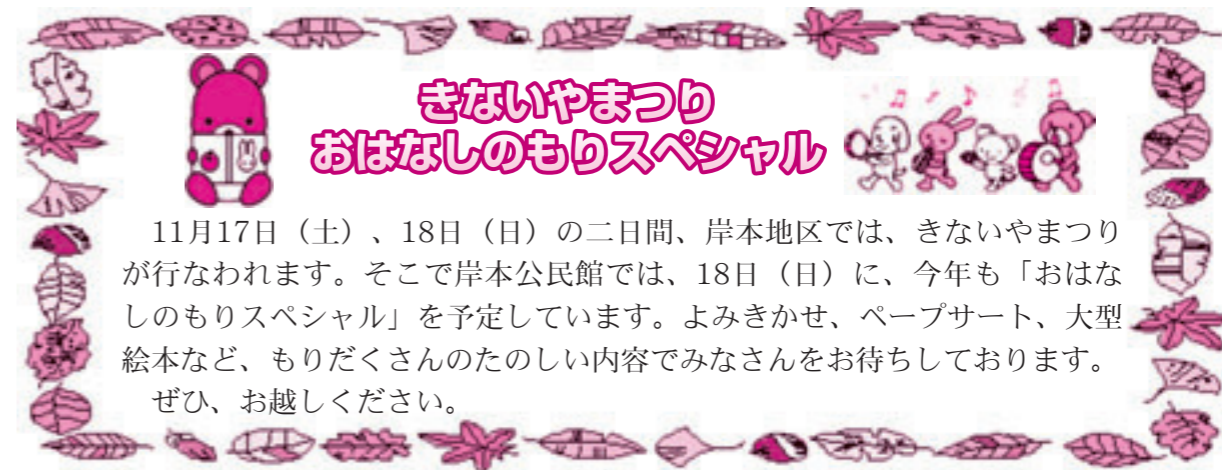 きないやまつり
おはなしのもりスペシャル
11月17日（土）、18日（日）の二日間、岸本地区では、きないやまつり
が行なわれます。そこで岸本公民館では、18日（日）に、今年も「おはな
しのもりスペシャル」を予定しています。よみきかせ、ペープサート、大型
絵本など、もりだくさんのたのしい内容でみなさんをお待ちしております。
ぜひ、お越しください。